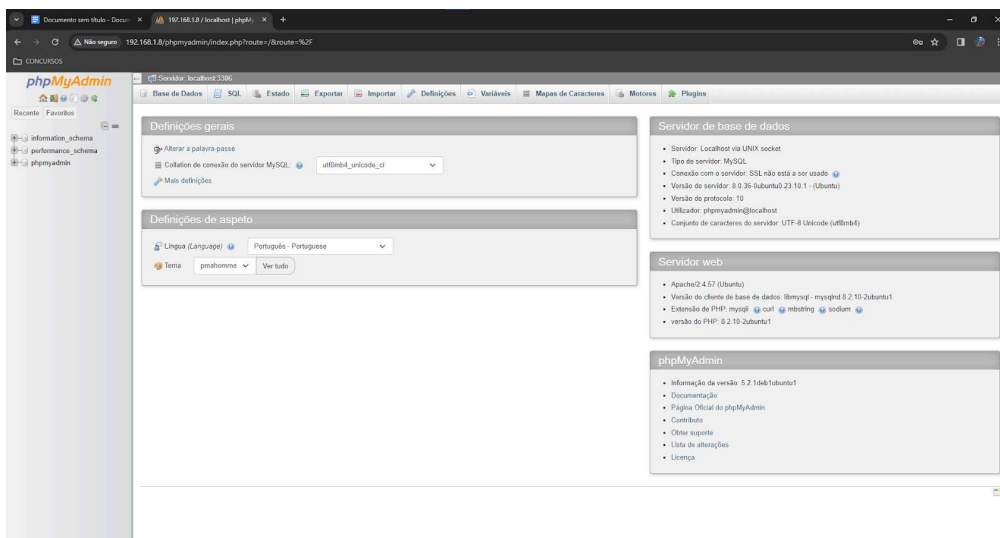 Documento sem título - Docu
192.168.1.8 / localhost | phpMy
Não seguro
192.168.1.8/phpmyadmin/index.php?route=/&route=%2F
CONCURSOS
phpMyAdmin
Recente Favoritos
information_schema
performance_schema
phpmyadmin
Servidor: localhost:3306
Base de Dados SQL Estado Exportar Importar Definições Variáveis Mapas de Caracteres Motores Plugins
Definições gerais
Alterar a palavra-passe
Collation de conexão do servidor MySQL: utf8mb4_unicode_ci
Mais definições
Definições de aspeto
Língua (Language) Português - Portuguese
Tema pmahomme Ver tudo
Servidor de base de dados
Servidor: Localhost via UNIX socket
Tipo de servidor: MySQL
Conexão com o servidor: SSL não está a ser usado
Versão do servidor: 8.0.36-0ubuntu0.23.10.1 - (Ubuntu)
Versão do protocolo: 10
Utilizador: phpmyadmin@localhost
Conjunto de caracteres do servidor: UTF-8 Unicode (utf8mb4)
Servidor web
Apache/2.4.57 (Ubuntu)
Versão do cliente de base de dados: libmysql - mysqlnd 8.2.10-2ubuntu1
Extensão de PHP: mysqli curl mbstring sodium
versão do PHP: 8.2.10-2ubuntu1
phpMyAdmin
Informação da versão: 5.2.1deb1ubuntu1
Documentação
Página Oficial do phpMyAdmin
Contributo
Obter suporte
Lista de alterações
Licença